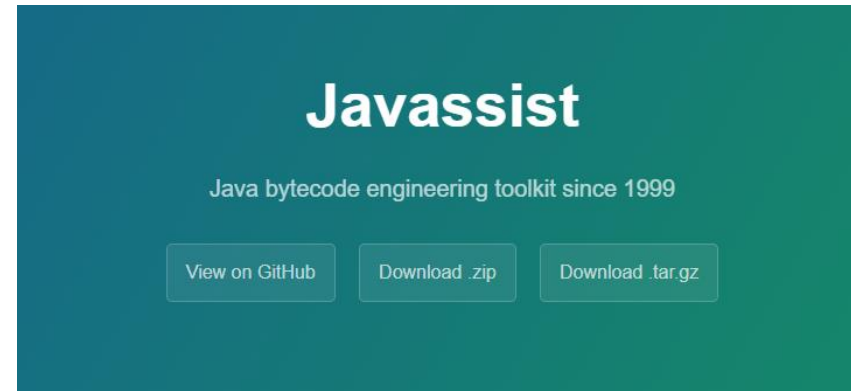 Javassist
Java bytecode engineering toolkit since 1999
View on GitHub
Download .zip
Download .tar.gz